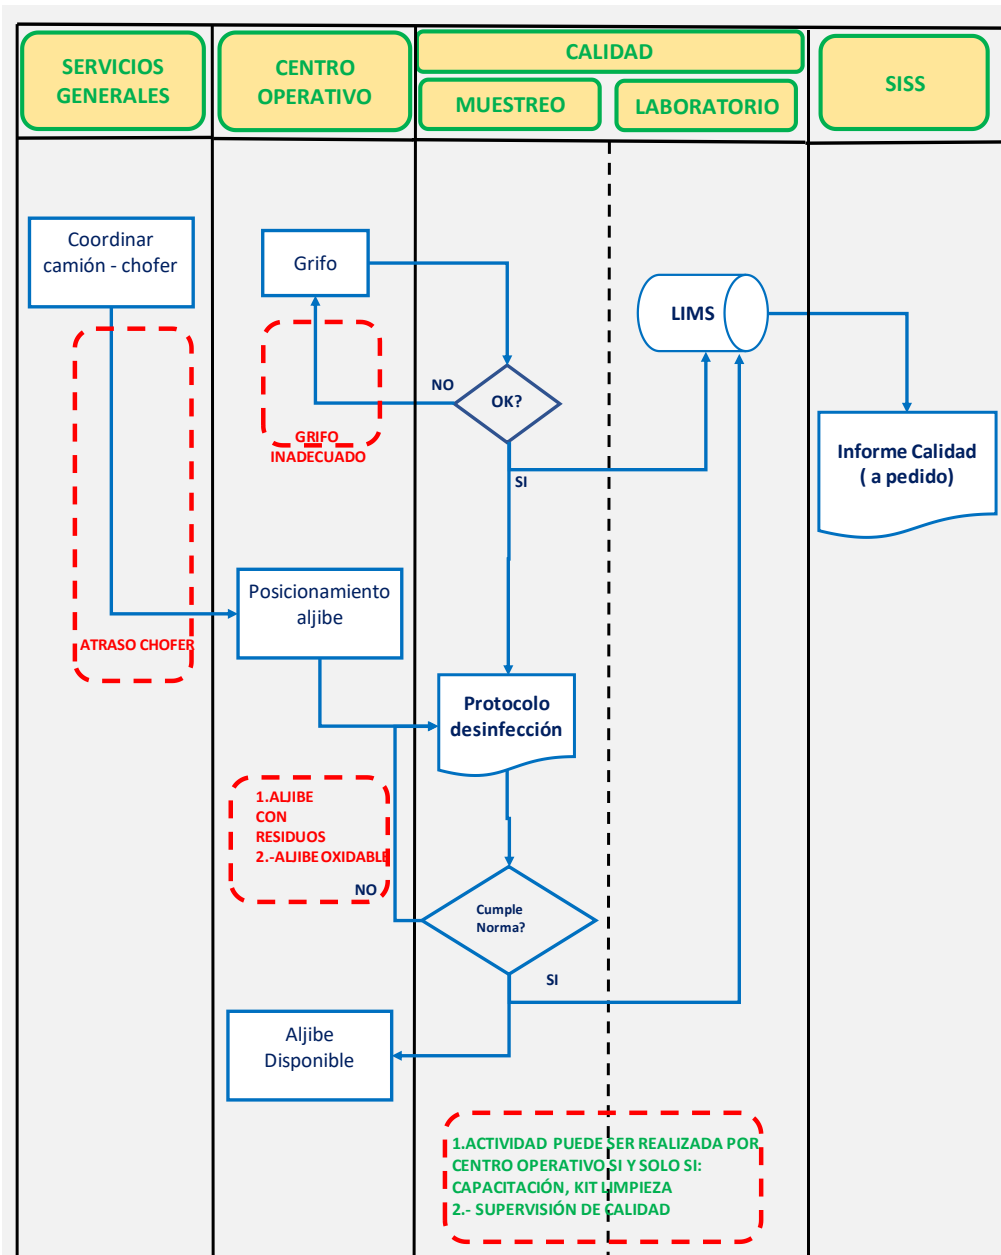 SERVICIOS
GENERALES
CENTRO
OPERATIVO
CALIDAD
MUESTREO
LABORATORIO
SISS
Coordinar
camión - chofer
Grifo
LIMS
NO
OK?
GRIFO
INADECUADO
SI
Informe Calidad
( a pedido)
Posicionamiento
aljibe
ATRASO CHOFER
Protocolo
desinfección
1.ALJIBE
CON
RESIDUOS
2.-ALJIBE OXIDABLE
NO
Cumple
Norma?
SI
Aljibe
Disponible
1.ACTIVIDAD PUEDE SER REALIZADA POR
CENTRO OPERATIVO SI Y SOLO SI:
CAPACITACIÓN, KIT LIMPIEZA
2.- SUPERVISIÓN DE CALIDAD